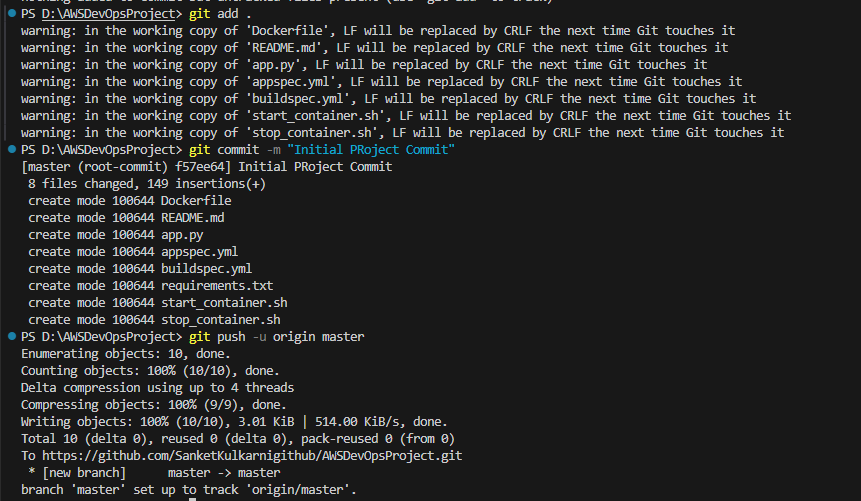 PS D:\AWSDevOpsProject> git add .
warning: in the working copy of 'Dockerfile', LF will be replaced by CRLF the next time Git touches it
warning: in the working copy of 'README.md', LF will be replaced by CRLF the next time Git touches it
warning: in the working copy of 'app.py', LF will be replaced by CRLF the next time Git touches it
warning: in the working copy of 'appspec.yml', LF will be replaced by CRLF the next time Git touches it
warning: in the working copy of 'buildspec.yml', LF will be replaced by CRLF the next time Git touches it
warning: in the working copy of 'start_container.sh', LF will be replaced by CRLF the next time Git touches it
warning: in the working copy of 'stop_container.sh', LF will be replaced by CRLF the next time Git touches it
PS D:\AWSDevOpsProject> git commit -m "Initial PRoject Commit"
[master (root-commit) f57ee64] Initial PRoject Commit
 8 files changed, 149 insertions(+)
 create mode 100644 Dockerfile
 create mode 100644 README.md
 create mode 100644 app.py
 create mode 100644 appspec.yml
 create mode 100644 buildspec.yml
 create mode 100644 requirements.txt
 create mode 100644 start_container.sh
 create mode 100644 stop_container.sh
PS D:\AWSDevOpsProject> git push -u origin master
Enumerating objects: 10, done.
Counting objects: 100% (10/10), done.
Delta compression using up to 4 threads
Compressing objects: 100% (9/9), done.
Writing objects: 100% (10/10), 3.01 KiB | 514.00 KiB/s, done.
Total 10 (delta 0), reused 0 (delta 0), pack-reused 0 (from 0)
To https://github.com/SanketKulkarnigithub/AWSDevOpsProject.git
 * [new branch]      master -> master
branch 'master' set up to track 'origin/master'.